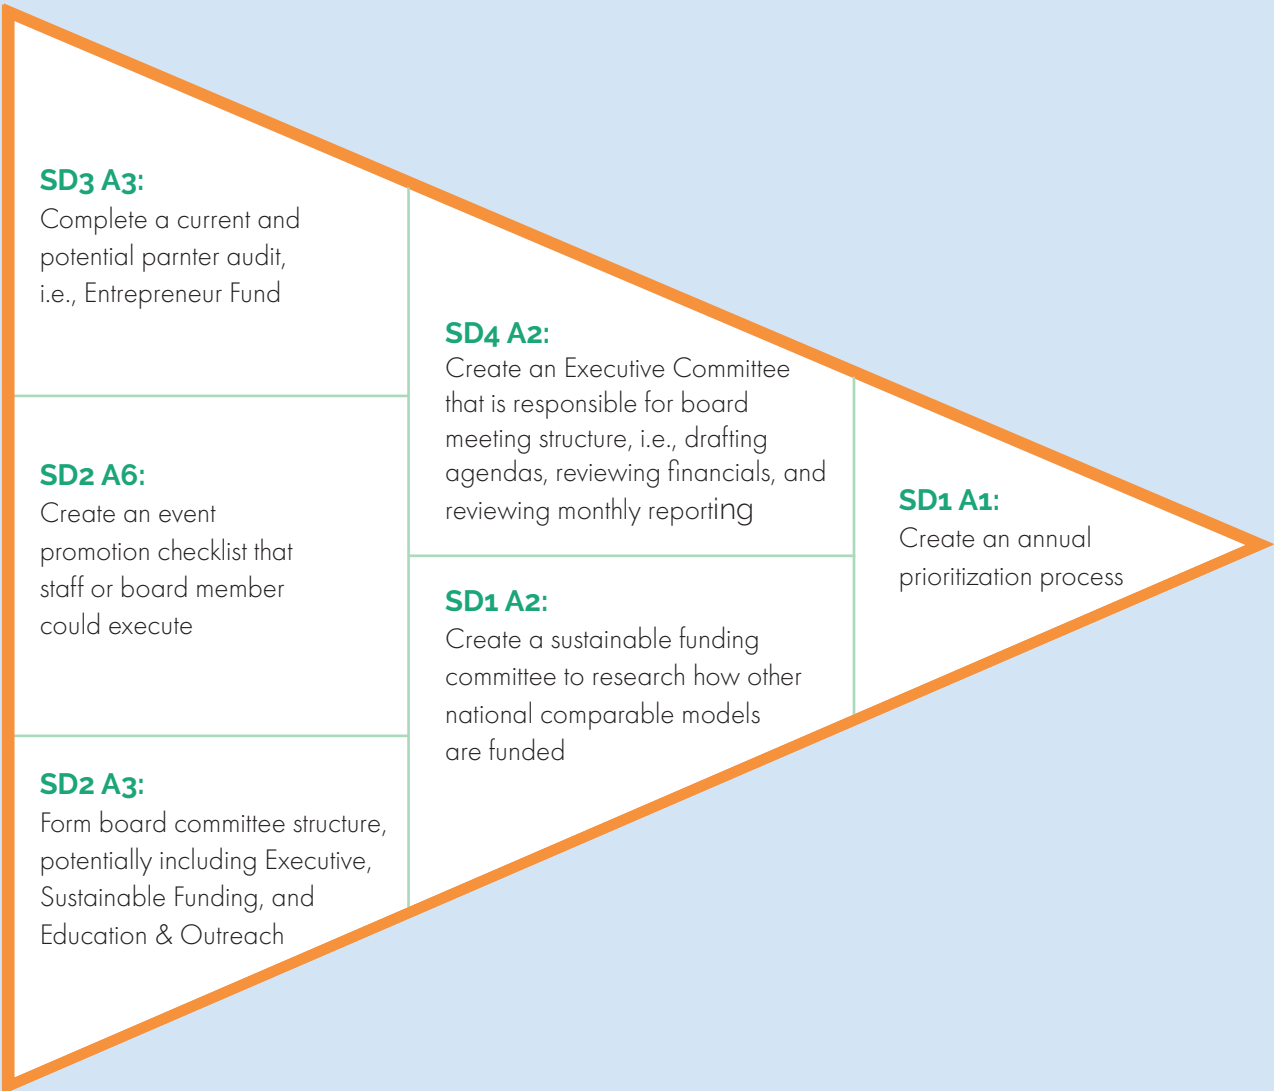 SD3 A3:
Complete a current and
potential parnter audit,
i.e., Entrepreneur Fund
SD2 A6:
Create an event
promotion checklist that
staff or board member
could execute
SD2 A3:
Form board committee structure,
potentially including Executive,
Sustainable Funding, and
Education & Outreach
SD4 A2:
Create an Executive Committee
that is responsible for board
meeting structure, i.e., drafting
agendas, reviewing financials, and
reviewing monthly reporting
SD1 A2:
Create a sustainable funding
committee to research how other
national comparable models
are funded
SD1 A1:
Create an annual
prioritization process